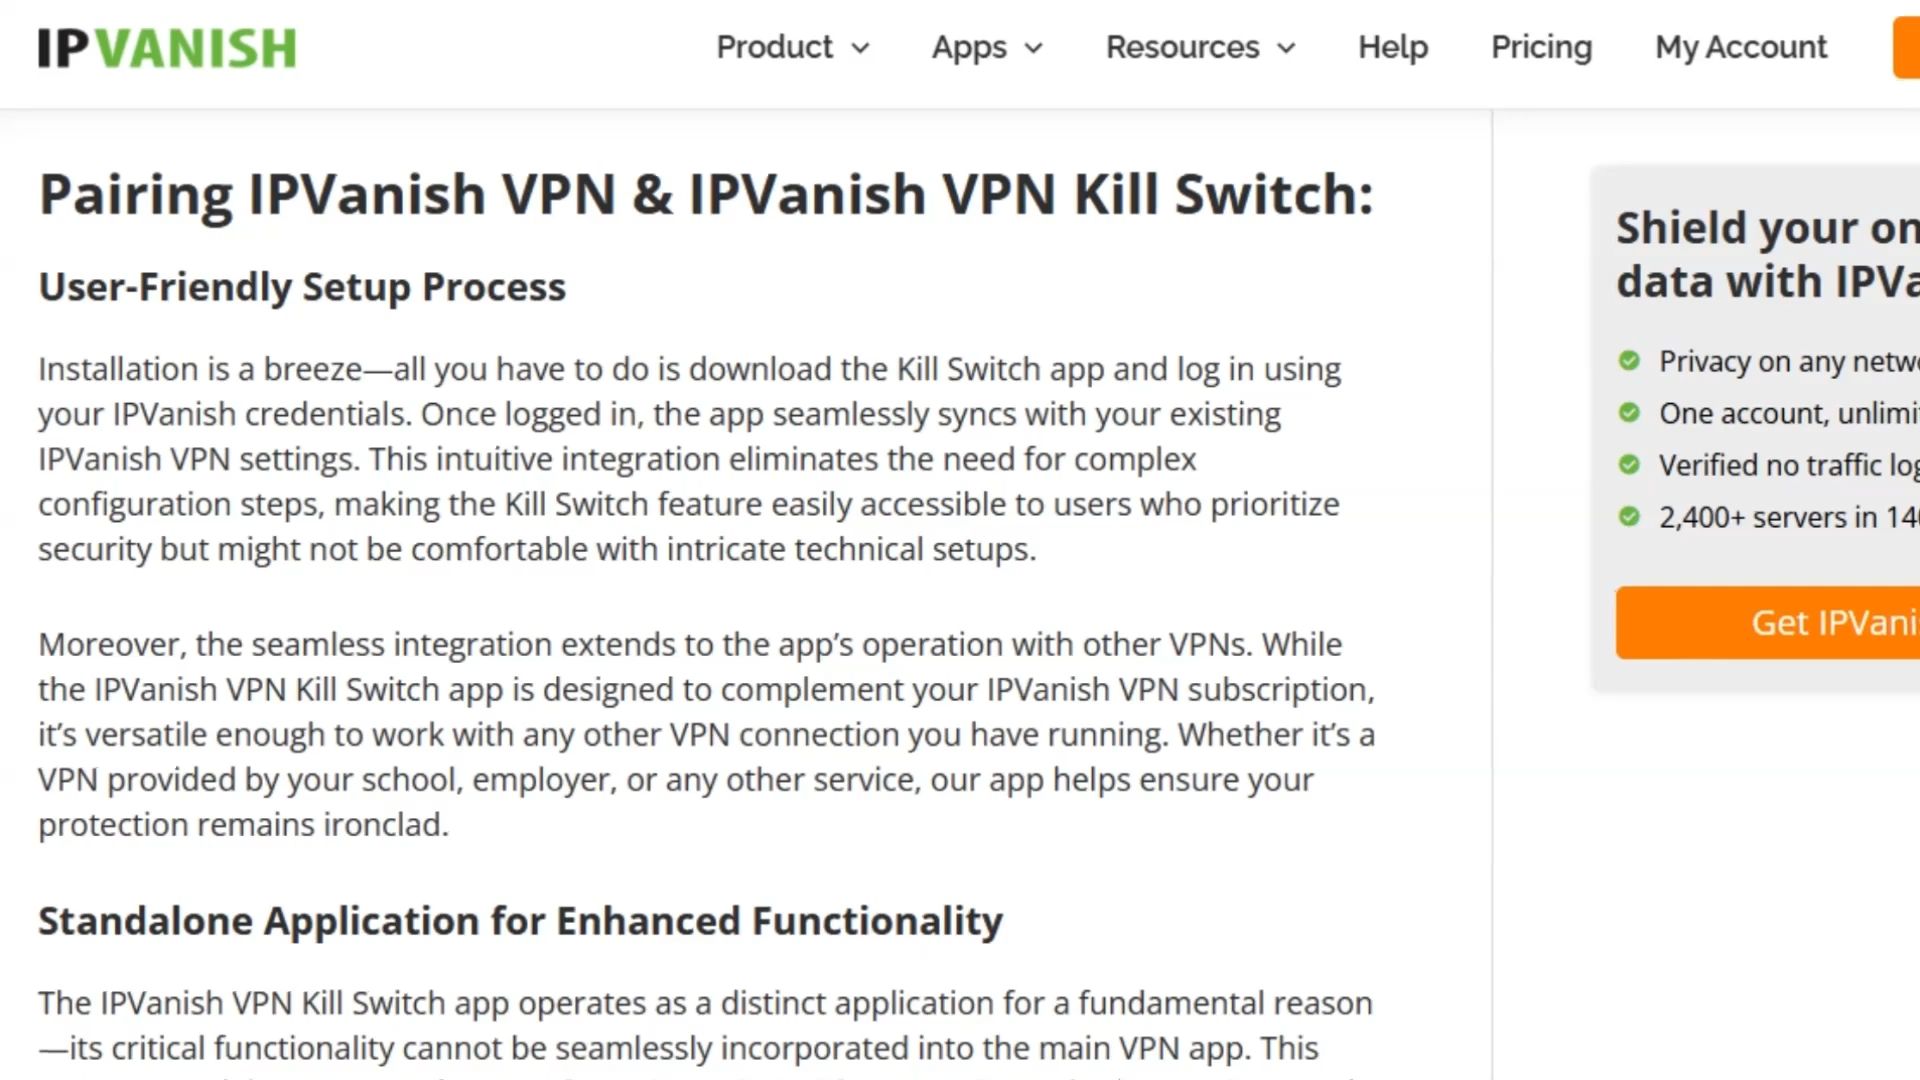 IPVANISH
Product
Apps
Resources
Help
Pricing
My Account
Pairing IPVanish VPN & IPVanish VPN Kill Switch:
User-Friendly Setup Process
Installation is a breeze—all you have to do is download the Kill Switch app and log in using
your IPVanish credentials. Once logged in, the app seamlessly syncs with your existing
IPVanish VPN settings. This intuitive integration eliminates the need for complex
configuration steps, making the Kill Switch feature easily accessible to users who prioritize
security but might not be comfortable with intricate technical setups.
Moreover, the seamless integration extends to the app’s operation with other VPNs. While
the IPVanish VPN Kill Switch app is designed to complement your IPVanish VPN subscription,
it’s versatile enough to work with any other VPN connection you have running. Whether it’s a
VPN provided by your school, employer, or any other service, our app helps ensure your
protection remains ironclad.
Standalone Application for Enhanced Functionality
The IPVanish VPN Kill Switch app operates as a distinct application for a fundamental reason
—its critical functionality cannot be seamlessly incorporated into the main VPN app. This
Shield your
data with
Privacy on any
One account,
Verified no traffic
2,400+ servers in
Get